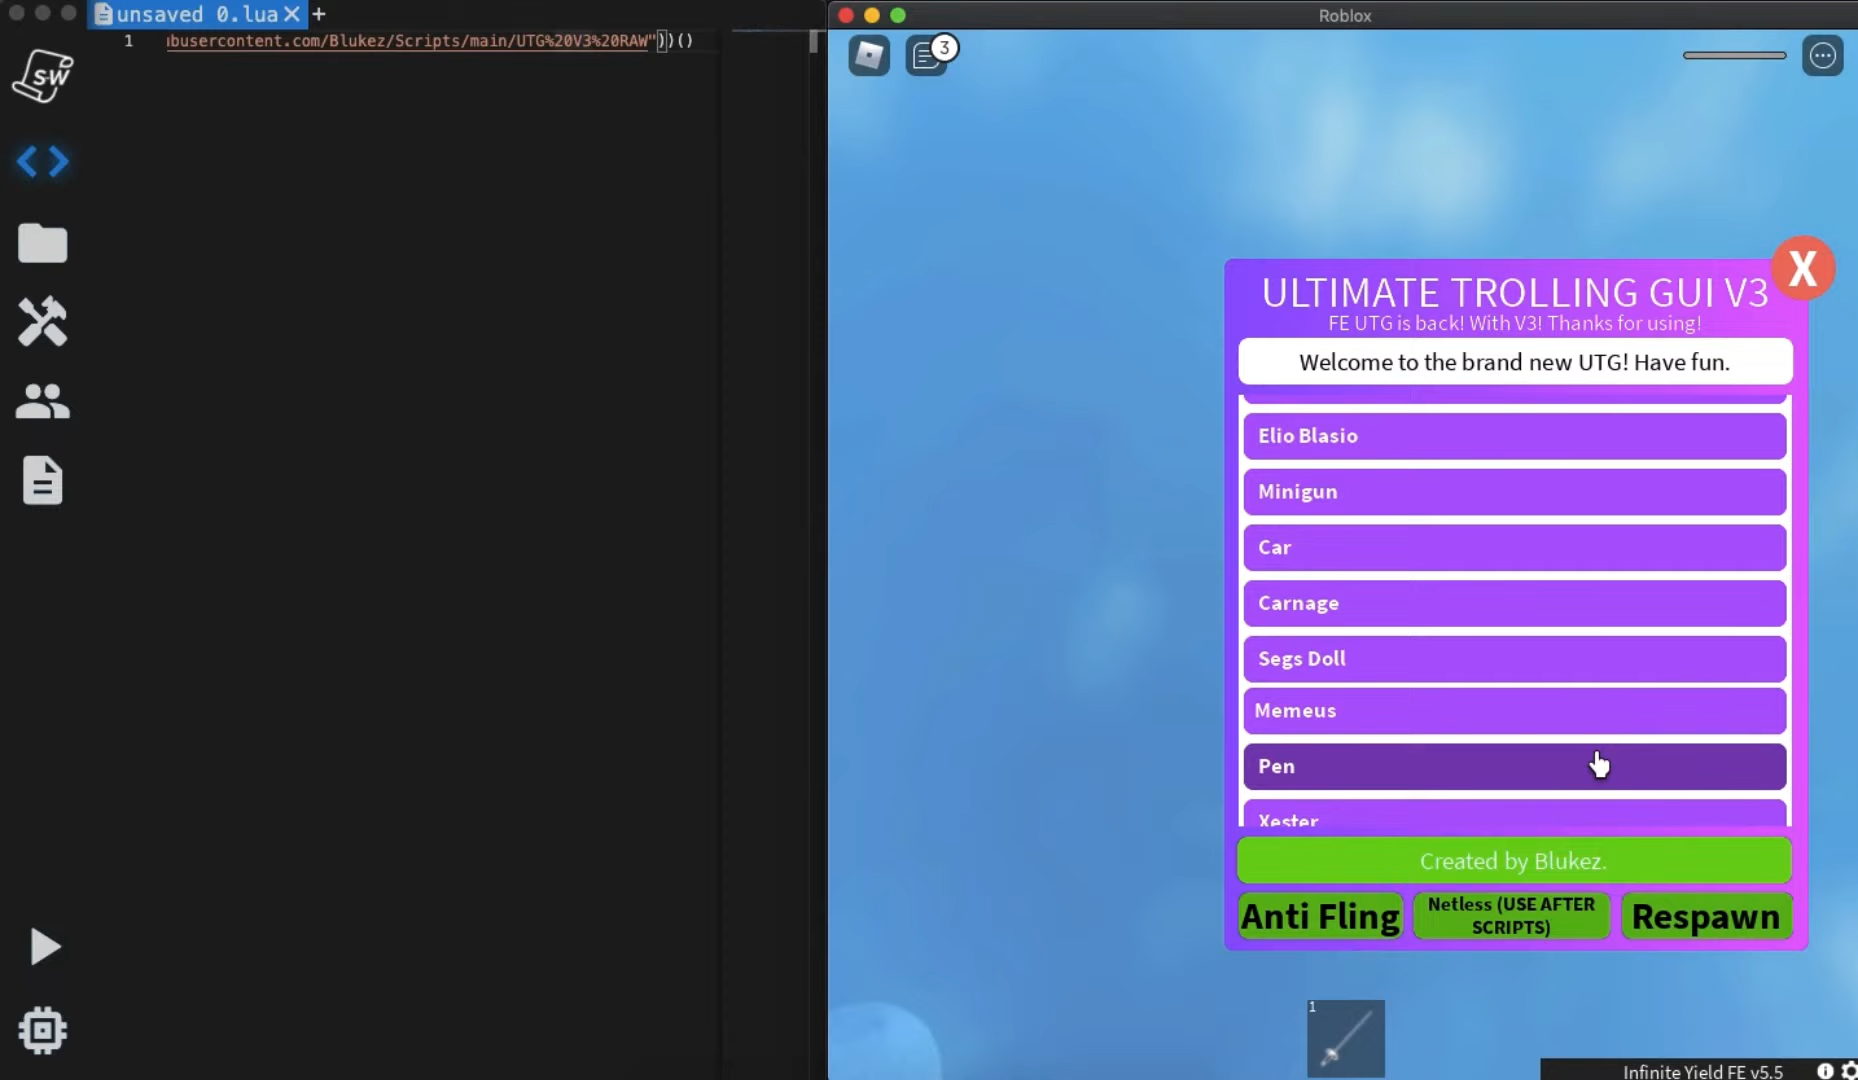 unsaved 0.lua
1 busercontent.com/Blukez/Scripts/main/UTG%20V3%20RAW"))()
SW
Roblox
3
ULTIMATE TROLLING GUI V3
FE UTG is back! With V3! Thanks for using!
X
Welcome to the brand new UTG! Have fun.
Elio Blasio
Minigun
Car
Carnage
Segs Doll
Memeus
Pen
Xester
Created by Blukez.
Anti Fling
Netless (USE AFTER
SCRIPTS)
Respawn
1
Infinite Yield FE v5.5